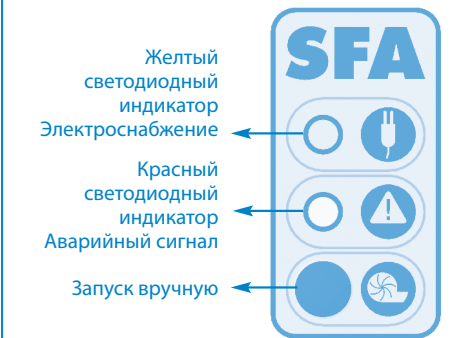 SFA
Желтый
светодиодный
индикатор
Электроснабжение
Красный
светодиодный
индикатор
Аварийный сигнал
Запуск вручную